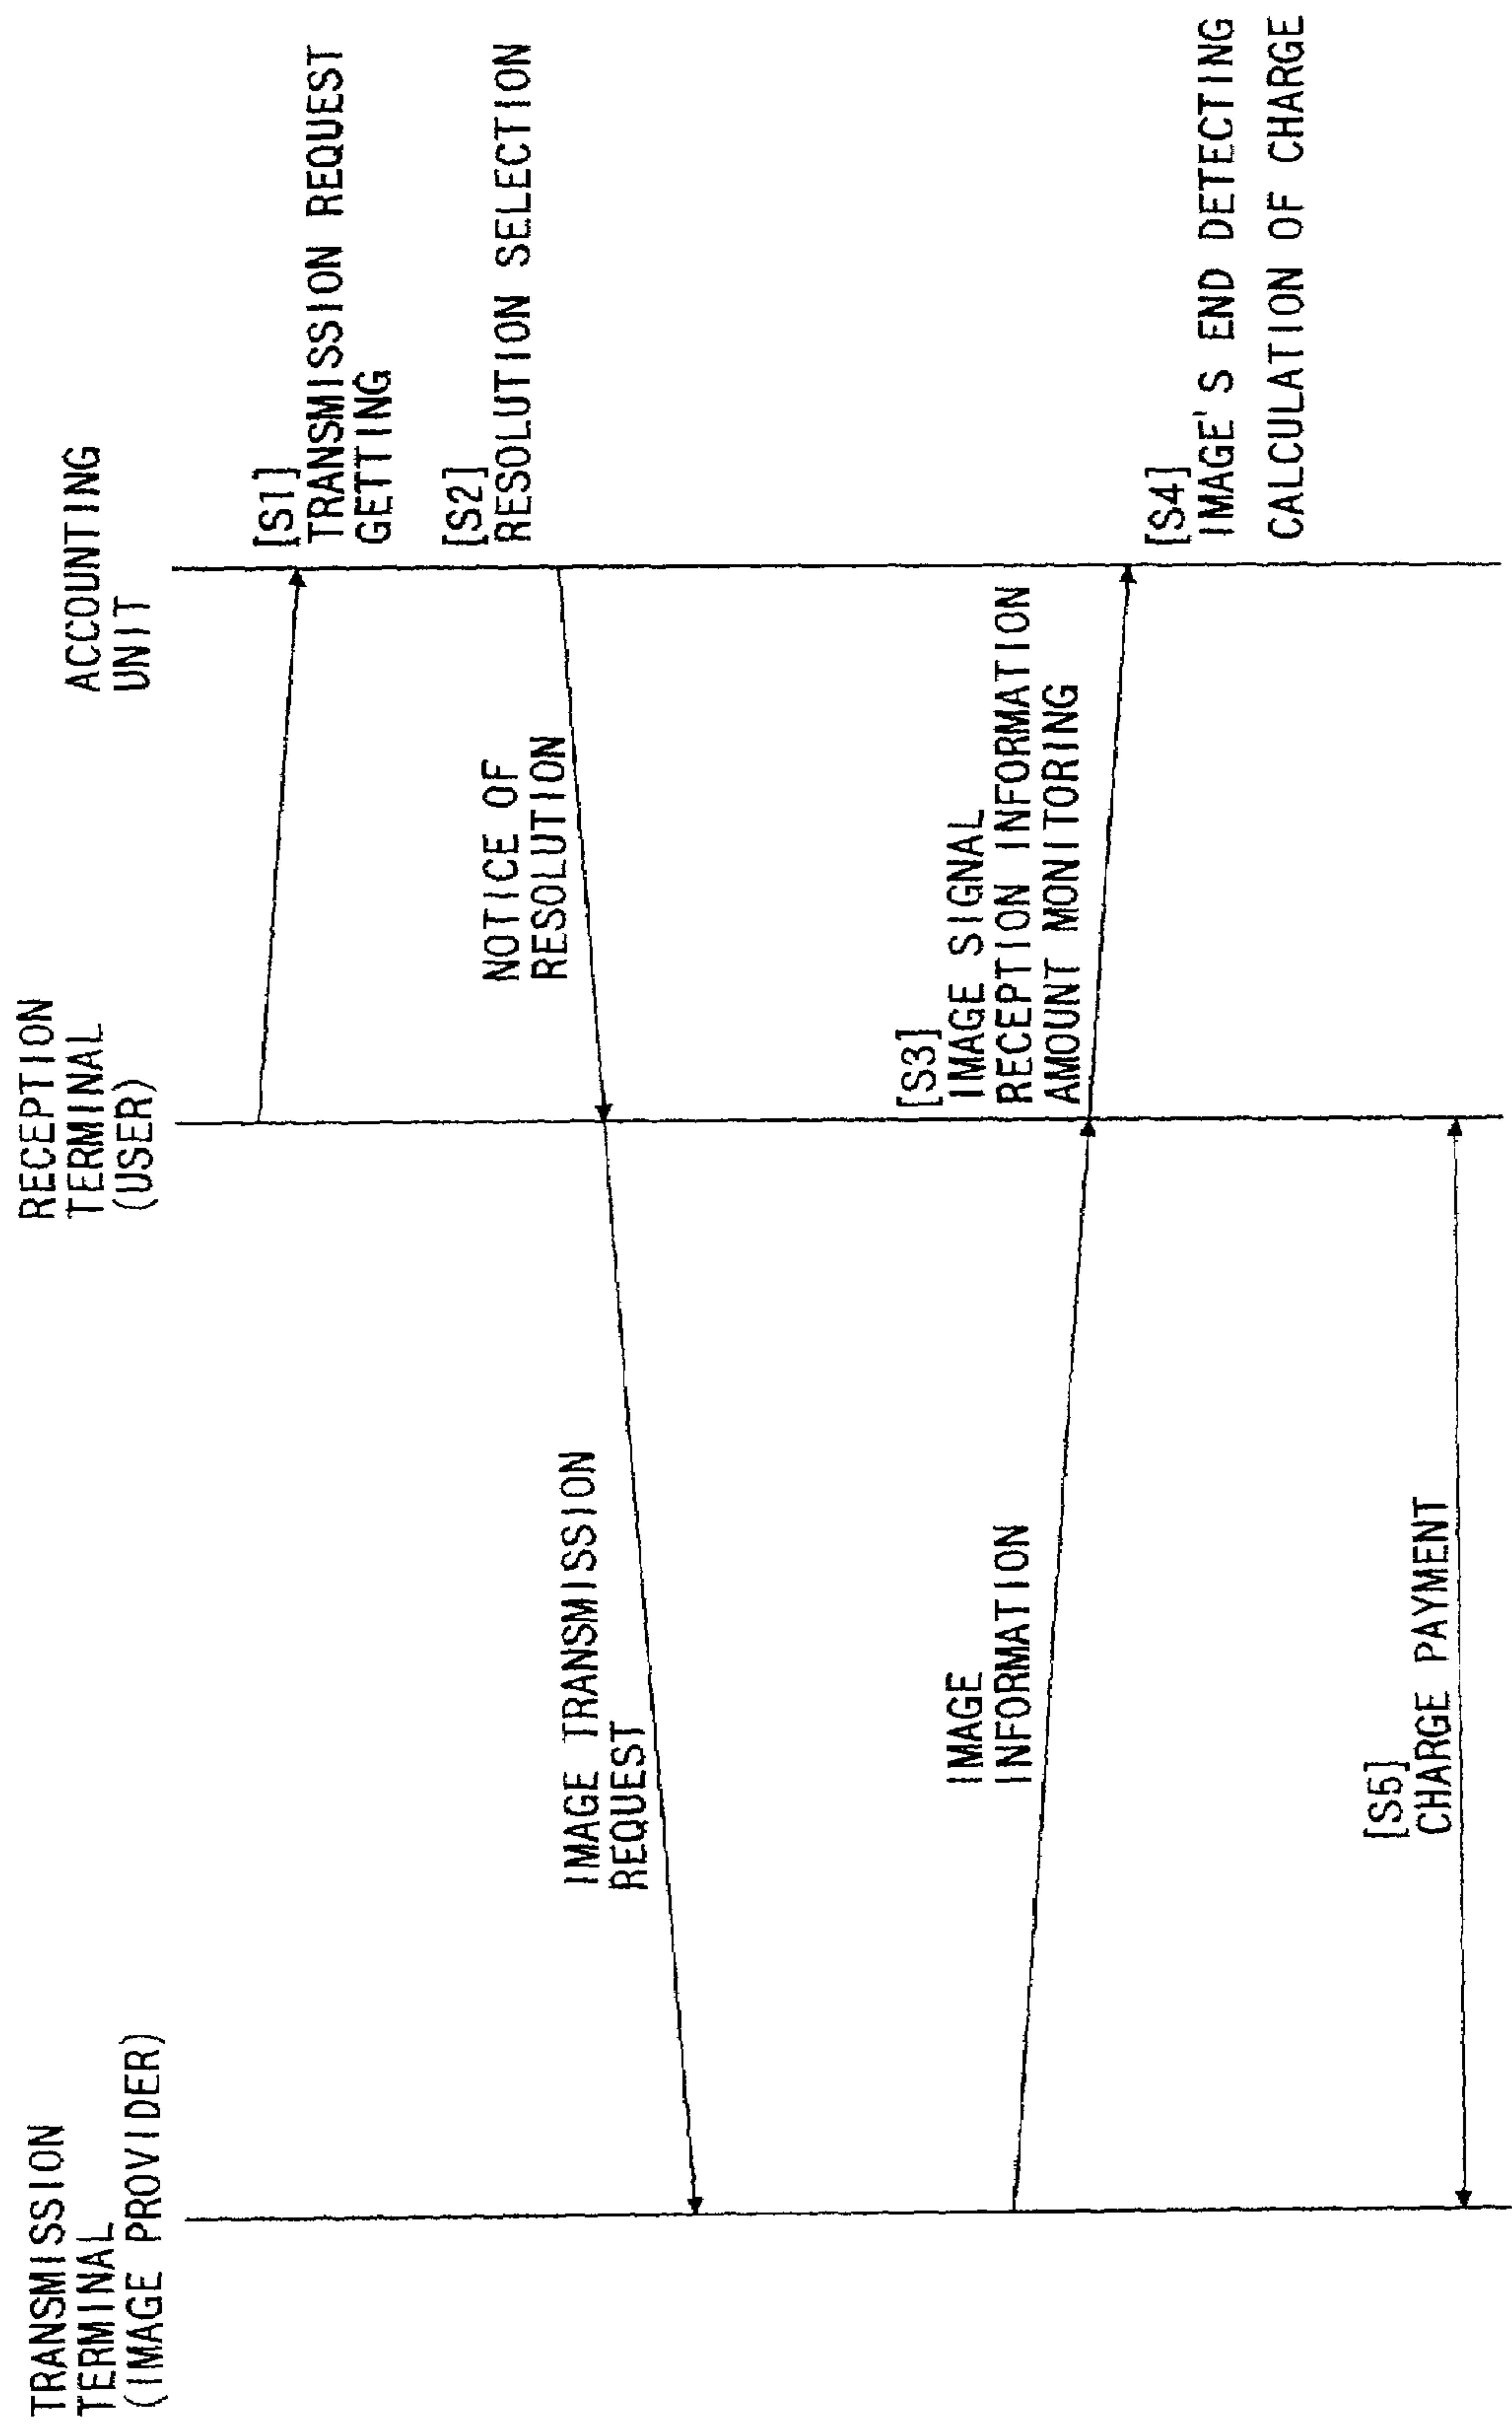 TRANSMISSION
TERMINAL
(IMAGE PROVIDER)
RECEPTION
TERMINAL
(USER)
ACCOUNTING
UNIT
[S1]
TRANSMISSION REQUEST
GETTING
[S2]
RESOLUTION SELECTION
NOTICE OF
RESOLUTION
IMAGE TRANSMISSION
REQUEST
[S3]
IMAGE SIGNAL
RECEPTION INFORMATION
AMOUNT MONITORING
IMAGE
INFORMATION
[S4]
IMAGE'S END DETECTING
CALCULATION OF CHARGE
[S5]
CHARGE PAYMENT